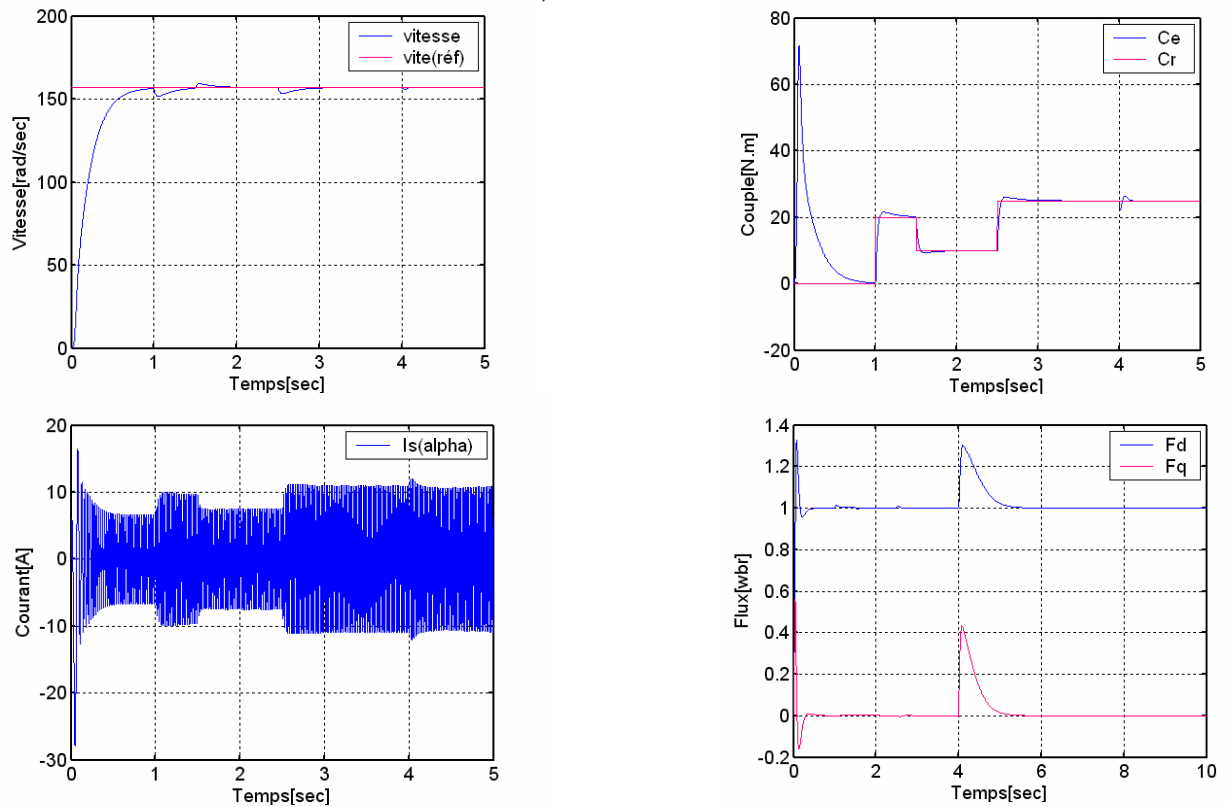 200
150
100
50
0
0 1 2 3 4 5
Vitesse[rad/sec]
Temps[sec]
vitesse
vite(réf)
80
60
40
20
0
-20
0 1 2 3 4 5
Couple[N.m]
Temps[sec]
Ce
Cr
20
10
0
-10
-20
-30
0 1 2 3 4 5
Courant[A]
Temps[sec]
Is(alpha)
1.4
1.2
1
0.8
0.6
0.4
0.2
0
-0.2
0 2 4 6 8 10
Flux[wbr]
Temps[sec]
Fd
Fq